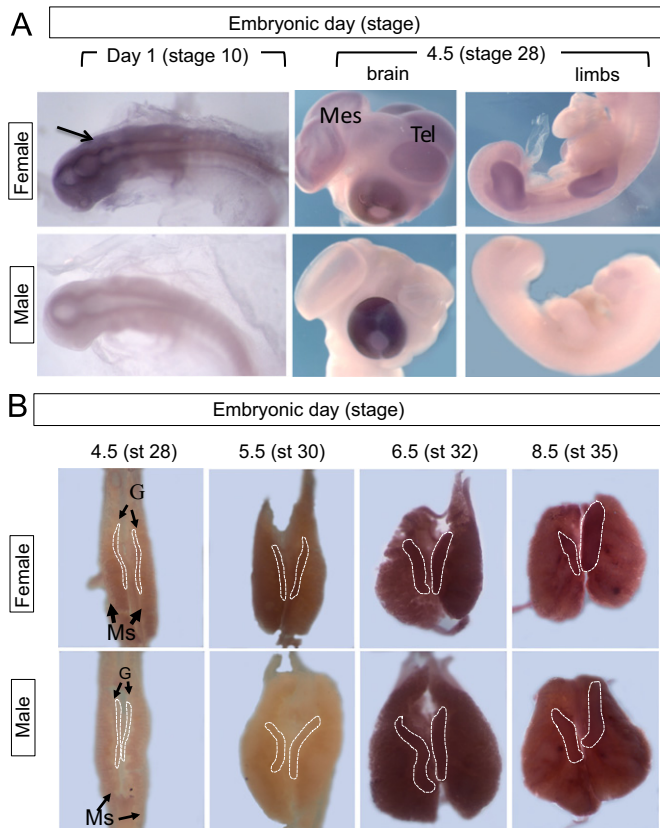 A
Embryonic day (stage)
Day 1 (stage 10)
4.5 (stage 28)
brain
limbs
Female
Mes
Tel
Male
B
Embryonic day (stage)
4.5 (st 28)
5.5 (st 30)
6.5 (st 32)
8.5 (st 35)
Female
G
Ms
Male
G
Ms